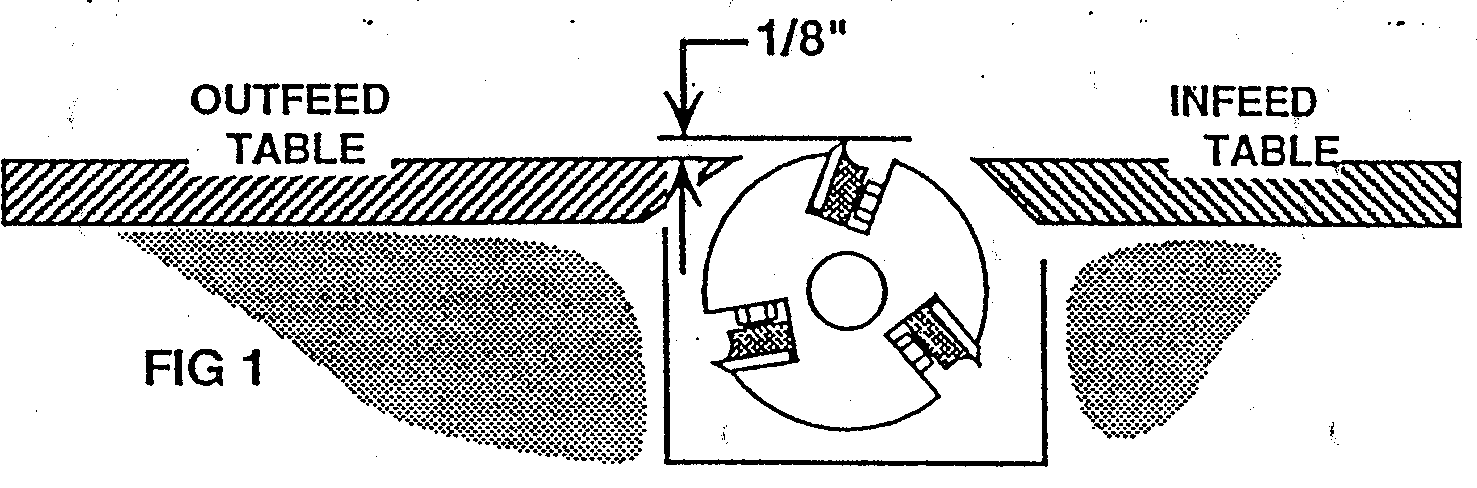 1/8"
OUTFEED
TABLE
INFEED
TABLE
FIG 1